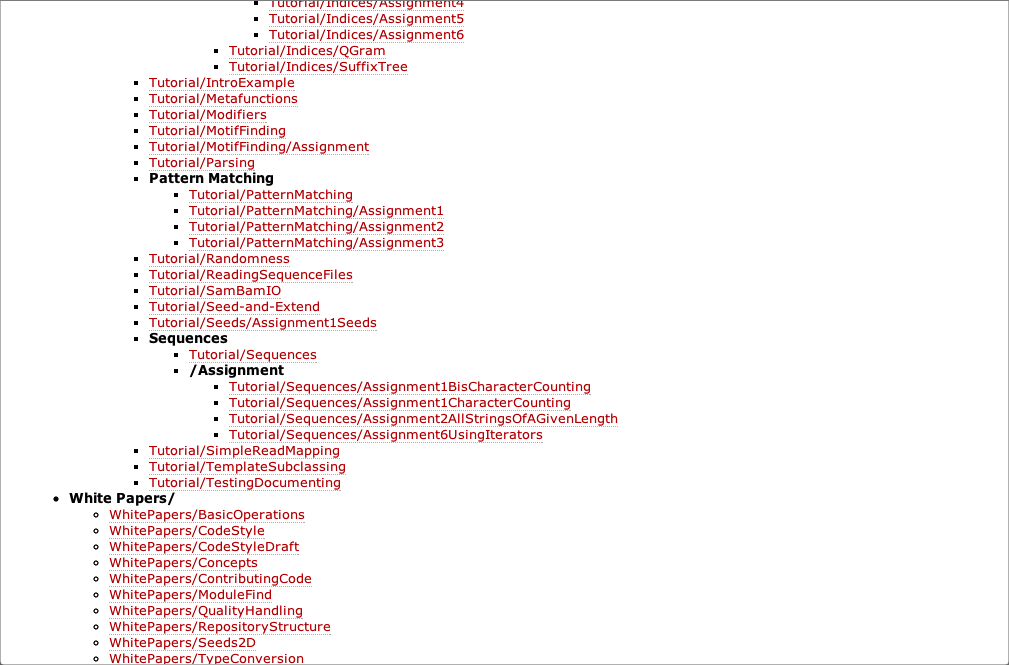 Tutorial/Indices/Assignment4
Tutorial/Indices/Assignment5
Tutorial/Indices/Assignment6
Tutorial/Indices/QGram
Tutorial/Indices/SuffixTree
Tutorial/IntroExample
Tutorial/Metafunctions
Tutorial/Modifiers
Tutorial/MotifFinding
Tutorial/MotifFinding/Assignment
Tutorial/Parsing
Pattern Matching
Tutorial/PatternMatching
Tutorial/PatternMatching/Assignment1
Tutorial/PatternMatching/Assignment2
Tutorial/PatternMatching/Assignment3
Tutorial/Randomness
Tutorial/ReadingSequenceFiles
Tutorial/SamBamIO
Tutorial/Seed-and-Extend
Tutorial/Seeds/Assignment1Seeds
Sequences
Tutorial/Sequences
/Assignment
Tutorial/Sequences/Assignment1BisCharacterCounting
Tutorial/Sequences/Assignment1CharacterCounting
Tutorial/Sequences/Assignment2AllStringsOfAGivenLength
Tutorial/Sequences/Assignment6UsingIterators
Tutorial/SimpleReadMapping
Tutorial/TemplateSubclassing
Tutorial/TestingDocumenting
White Papers/
WhitePapers/BasicOperations
WhitePapers/CodeStyle
WhitePapers/CodeStyleDraft
WhitePapers/Concepts
WhitePapers/ContributingCode
WhitePapers/ModuleFind
WhitePapers/QualityHandling
WhitePapers/RepositoryStructure
WhitePapers/Seeds2D
WhitePapers/TypeConversion